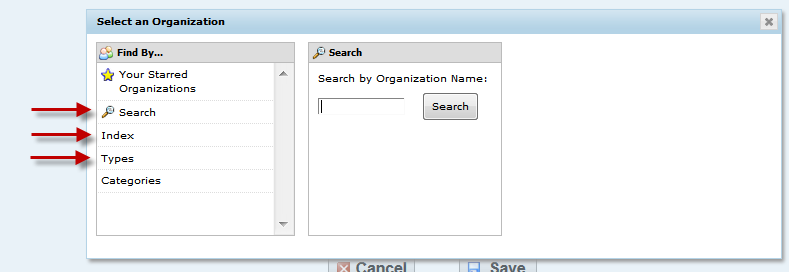 Select an Organization
Find By...
Your Starred
Organizations
Search
Index
Types
Categories
Search
Search by Organization Name:
Search
Cancel
Save